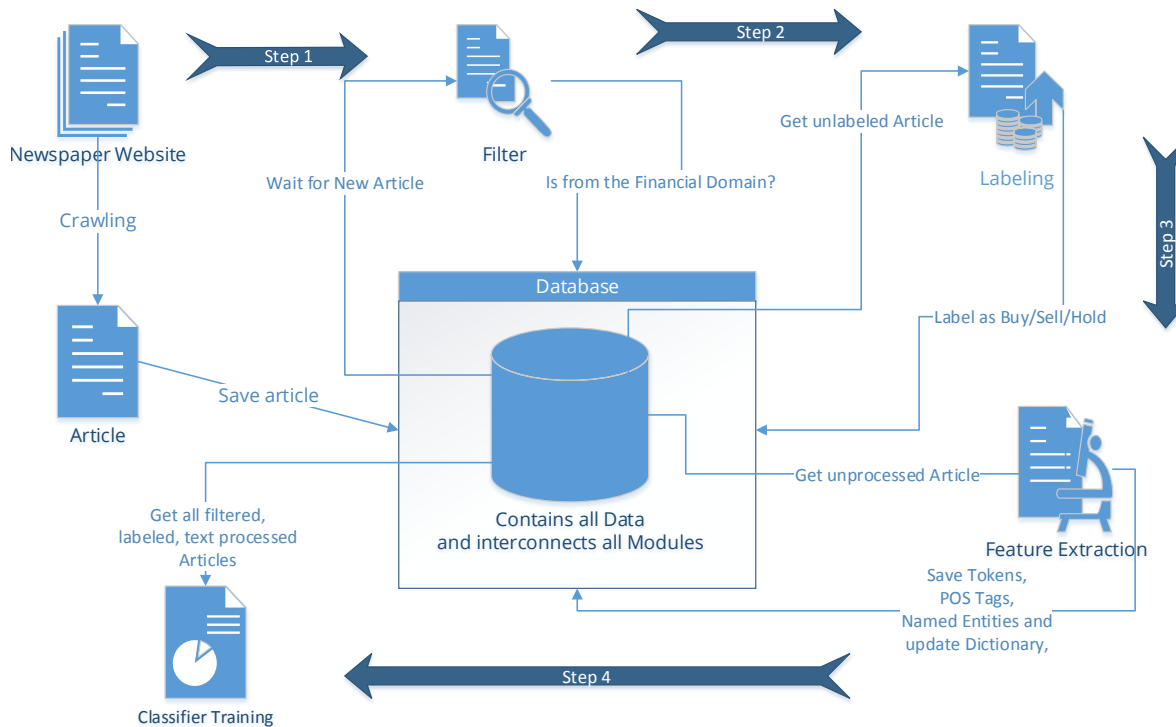 Step 1
Step 2
Newspaper Website
Filter
Get unlabeled Article
Labeling
Wait for New Article
Is from the Financial Domain?
Crawling
Step 3
Database
Label as Buy/Sell/Hold
Save article
Article
Get unprocessed Article
Contains all Data
and interconnects all Modules
Get all filtered,
labeled, text processed
Articles
Feature Extraction
Save Tokens,
POS Tags,
Named Entities and
update Dictionary,
Step 4
Classifier Training